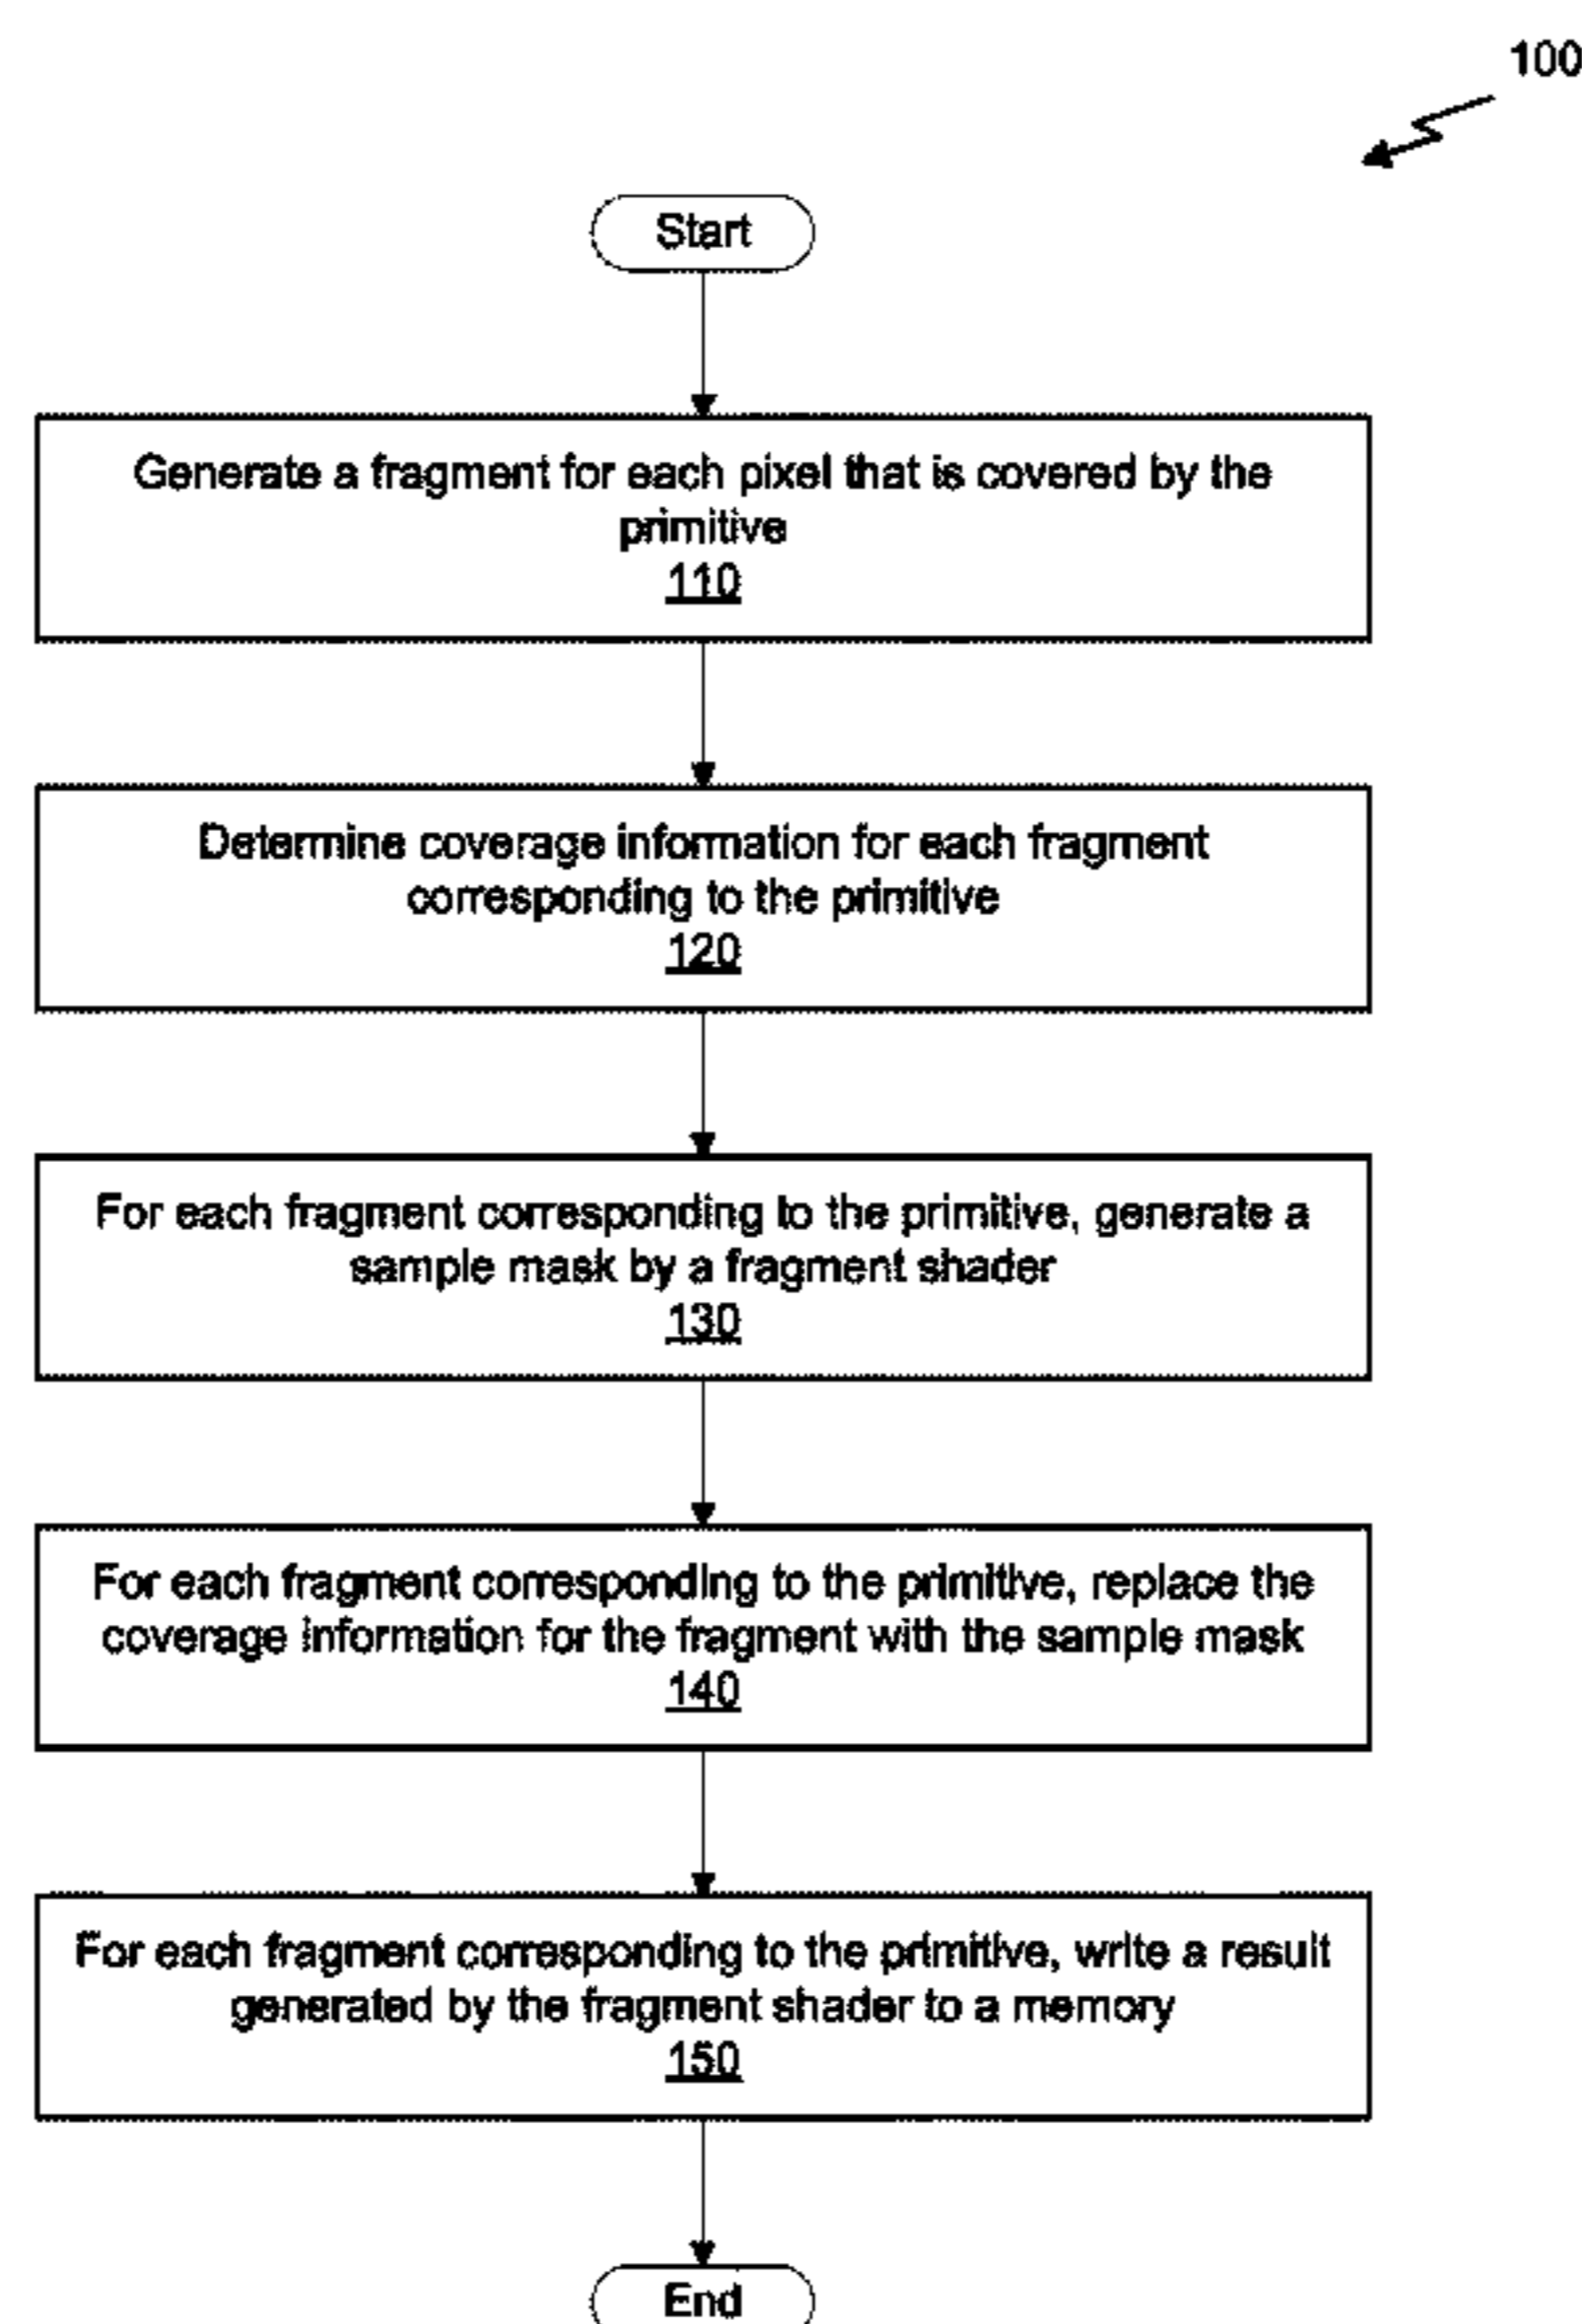 100
Start
Generate a fragment for each pixel that is covered by the
primitive
110
Determine coverage information for each fragment
corresponding to the primitive
120
For each fragment corresponding to the primitive, generate a
sample mask by a fragment shader
130
For each fragment corresponding to the primitive, replace the
coverage information for the fragment with the sample mask
140
For each fragment corresponding to the primitive, write a result
generated by the fragment shader to a memory
150
End